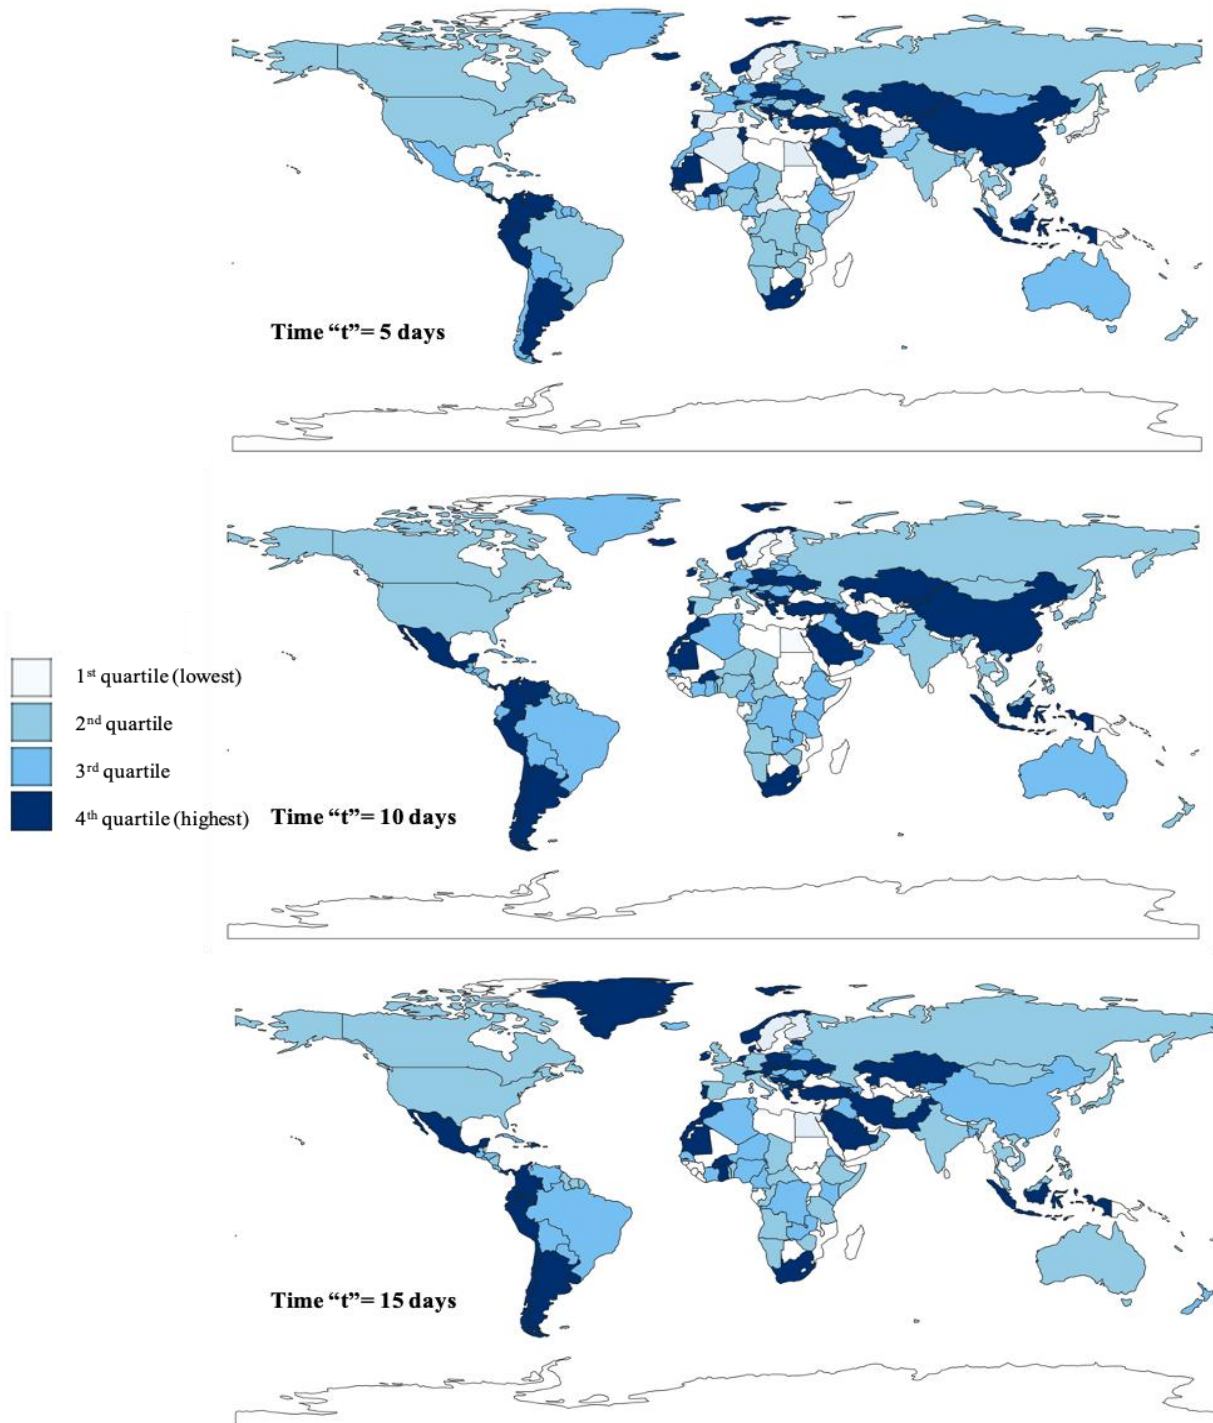 Time “t”= 5 days
1st quartile (lowest)
2nd quartile
3rd quartile
4th quartile (highest)
Time “t”= 10 days
Time “t”= 15 days